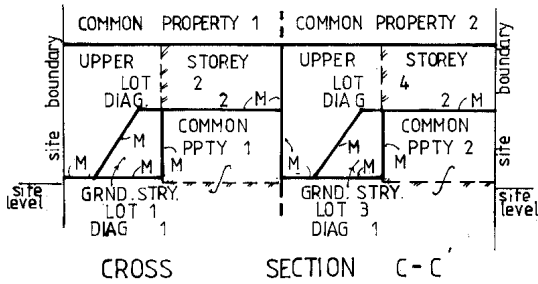 COMMON PROPERTY 1 COMMON PROPERTY 2
boundary
site
UPPER STOREY
LOT 2
DIAG. 2 M
M
COMMON
PPTY 1
M M M
GRND. STRY.
LOT 1
DIAG 1
UPPER STOREY
LOT 4
DIAG 2 M
M
COMMON
PPTY 2
M M M
GRND. STRY.
LOT 3
DIAG 1
boundary
site
site level
site level
CROSS SECTION C-C'